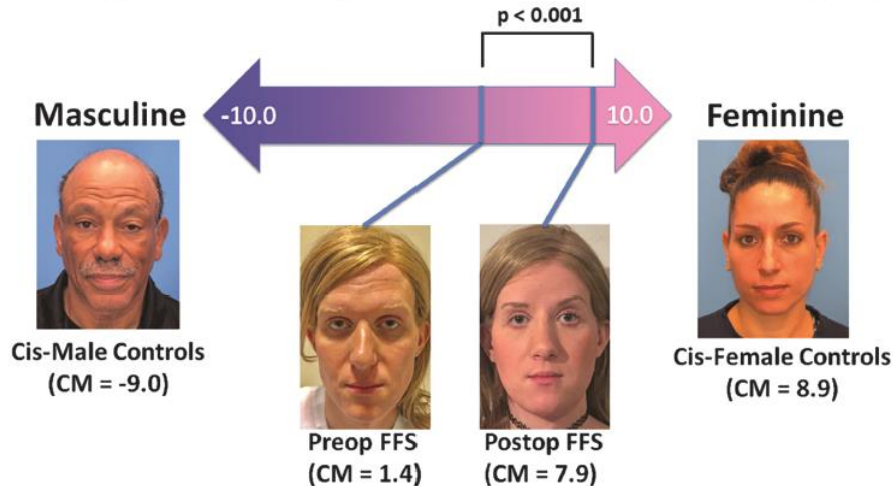 p < 0.001
Masculine
-10.0
10.0
Feminine
Cis-Male Controls
(CM = -9.0)
Cis-Female Controls
(CM = 8.9)
Preop FFS
(CM = 1.4)
Postop FFS
(CM = 7.9)